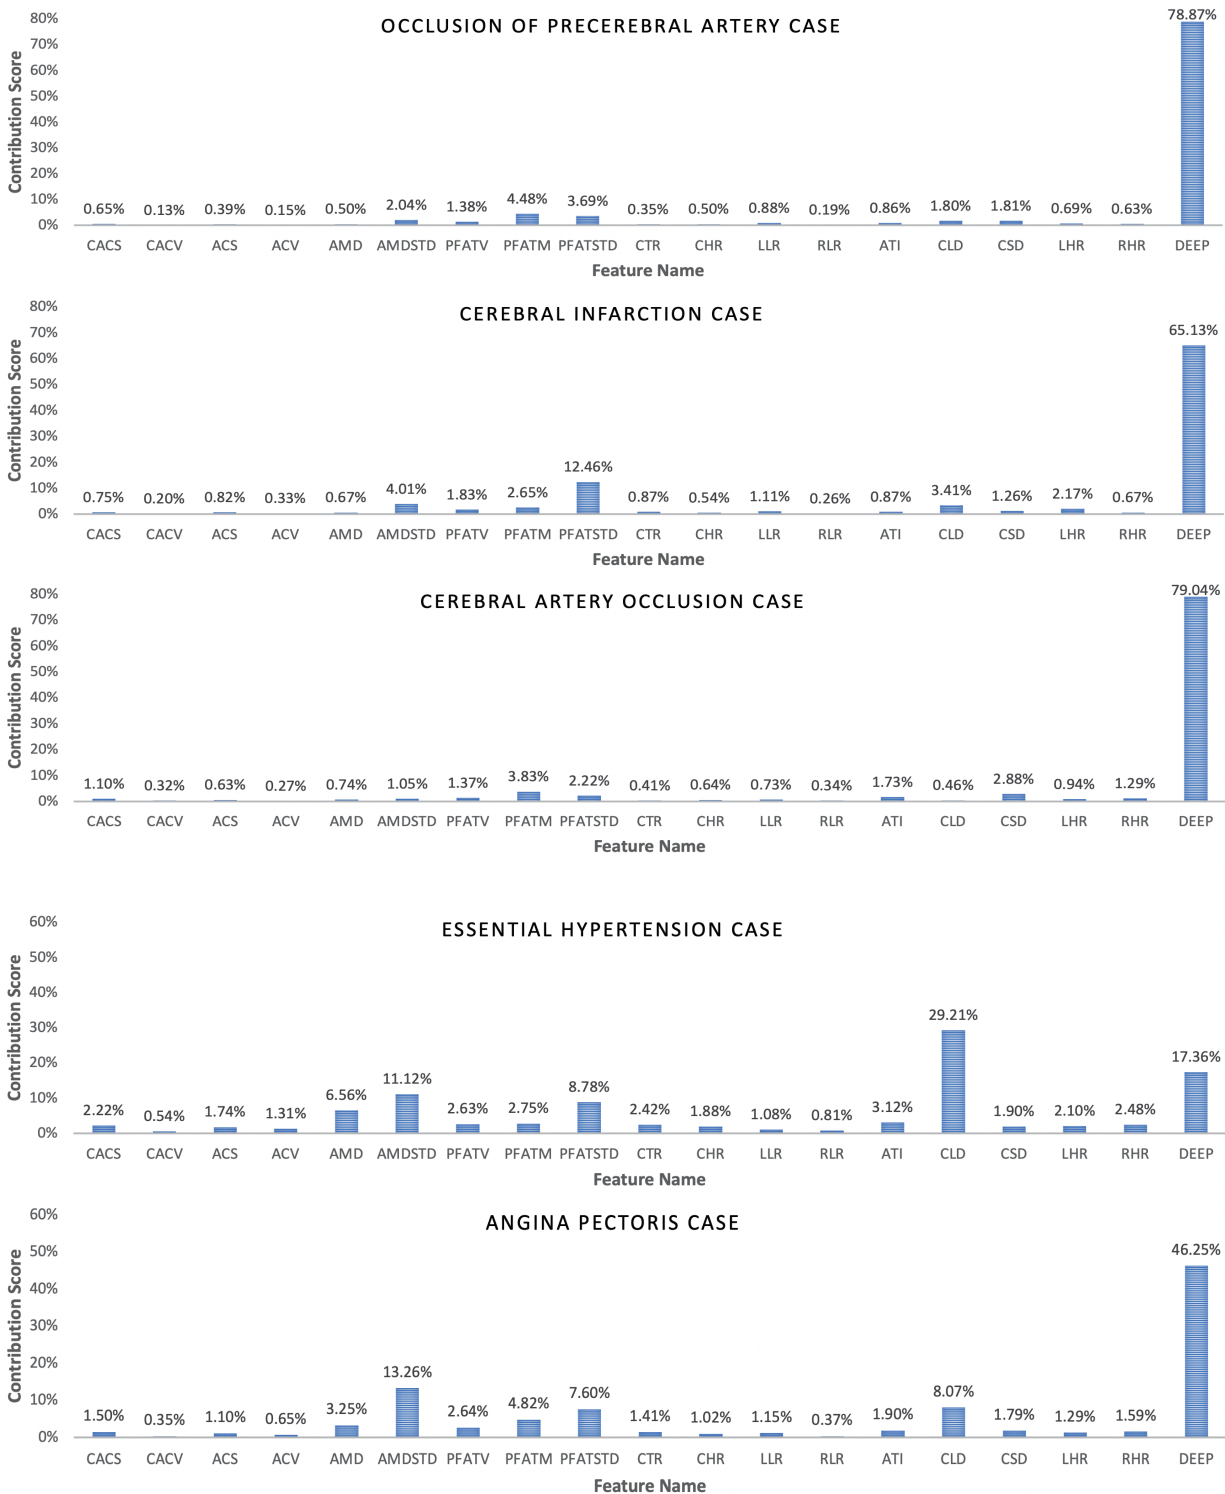 OCCLUSION OF PRECEREBRAL ARTERY CASE
Contribution Score
80%
70%
60%
50%
40%
30%
20%
10%
0%
0.65% 0.13% 0.39% 0.15% 0.50% 2.04% 1.38% 4.48% 3.69% 0.35% 0.50% 0.88% 0.19% 0.86% 1.80% 1.81% 0.69% 0.63% 78.87%
CACS CACV ACS ACV AMD AMDSTD PFATV PFATM PFATSTD CTR CHR LLR RLR ATI CLD CSD LHR RHR DEEP
Feature Name
CEREBRAL INFARCTION CASE
Contribution Score
80%
70%
60%
50%
40%
30%
20%
10%
0%
0.75% 0.20% 0.82% 0.33% 0.67% 4.01% 1.83% 2.65% 12.46% 0.87% 0.54% 1.11% 0.26% 0.87% 3.41% 1.26% 2.17% 0.67% 65.13%
CACS CACV ACS ACV AMD AMDSTD PFATV PFATM PFATSTD CTR CHR LLR RLR ATI CLD CSD LHR RHR DEEP
Feature Name
CEREBRAL ARTERY OCCLUSION CASE
Contribution Score
80%
70%
60%
50%
40%
30%
20%
10%
0%
1.10% 0.32% 0.63% 0.27% 0.74% 1.05% 1.37% 3.83% 2.22% 0.41% 0.64% 0.73% 0.34% 1.73% 0.46% 2.88% 0.94% 1.29% 79.04%
CACS CACV ACS ACV AMD AMDSTD PFATV PFATM PFATSTD CTR CHR LLR RLR ATI CLD CSD LHR RHR DEEP
Feature Name
ESSENTIAL HYPERTENSION CASE
Contribution Score
60%
50%
40%
30%
20%
10%
0%
2.22% 0.54% 1.74% 1.31% 6.56% 11.12% 2.63% 2.75% 8.78% 2.42% 1.88% 1.08% 0.81% 3.12% 29.21% 1.90% 2.10% 2.48% 17.36%
CACS CACV ACS ACV AMD AMDSTD PFATV PFATM PFATSTD CTR CHR LLR RLR ATI CLD CSD LHR RHR DEEP
Feature Name
ANGINA PECTORIS CASE
Contribution Score
60%
50%
40%
30%
20%
10%
0%
1.50% 0.35% 1.10% 0.65% 3.25% 13.26% 2.64% 4.82% 7.60% 1.41% 1.02% 1.15% 0.37% 1.90% 8.07% 1.79% 1.29% 1.59% 46.25%
CACS CACV ACS ACV AMD AMDSTD PFATV PFATM PFATSTD CTR CHR LLR RLR ATI CLD CSD LHR RHR DEEP
Feature Name